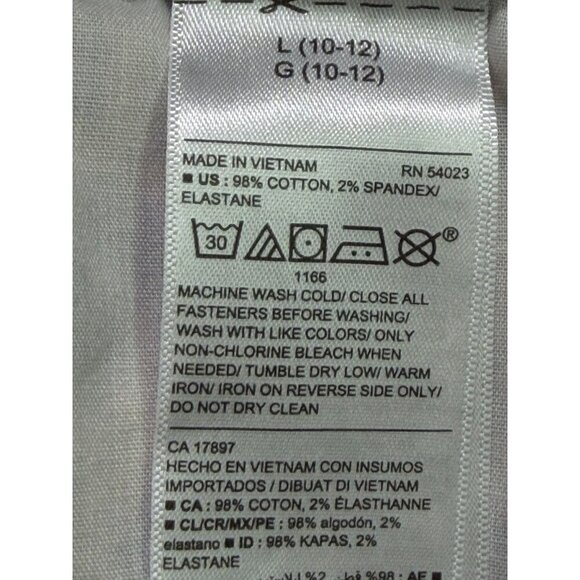 L (10-12)
G (10-12)
MADE IN VIETNAM RN 54023
■ US : 98% COTTON, 2% SPANDEX/
ELASTANE
30
®
1166
MACHINE WASH COLD/ CLOSE ALL
FASTENERS BEFORE WASHING/
WASH WITH LIKE COLORS/ ONLY
NON-CHLORINE BLEACH WHEN
NEEDED/ TUMBLE DRY LOW/ WARM
IRON/ IRON ON REVERSE SIDE ONLY/
DO NOT DRY CLEAN
CA 17897
HECHO EN VIETNAM CON INSUMOS
IMPORTADOS / DIBUAT DI VIETNAM
■ CA : 98% COTON, 2% ÉLASTHANNE
■ CL/CR/MX/PE : 98% algodón, 2%
elastano ■ ID : 98% KAPAS, 2%
ELASTANE
■ AE : 98% قطن 2%